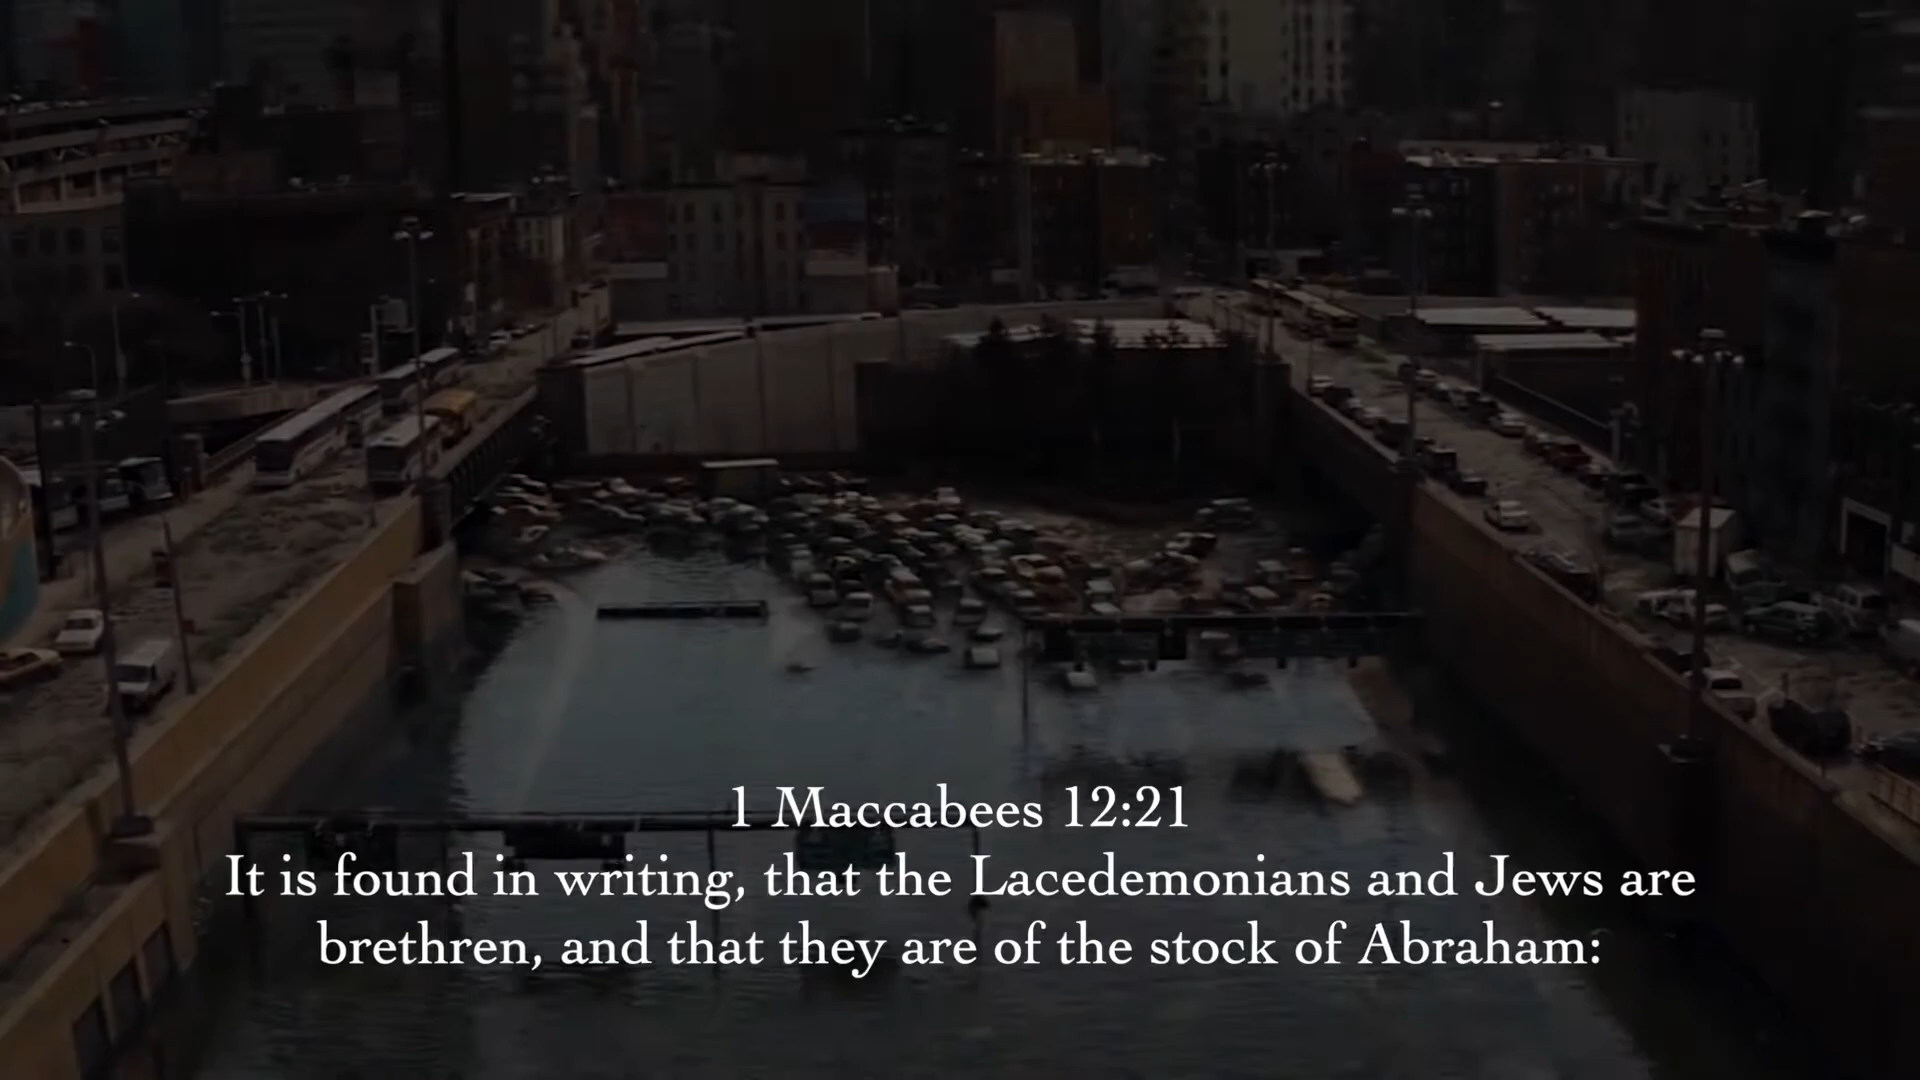 1 Maccabees 12:21
It is found in writing, that the Lacedemonians and Jews are
brethren, and that they are of the stock of Abraham: